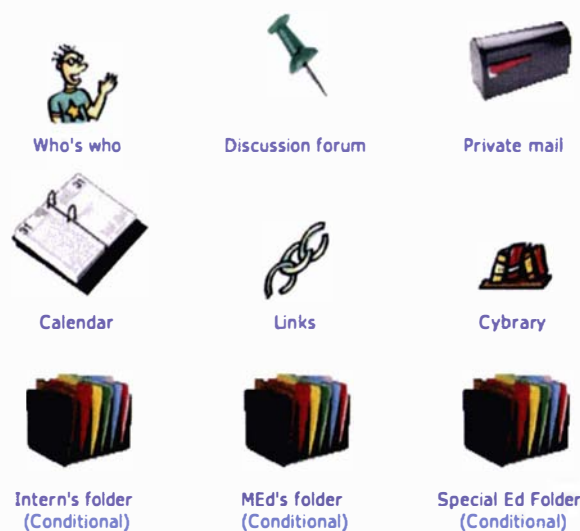 Who's who
Discussion forum
Private mail
Calendar
Links
Cybrary
Intern's folder
(Conditional)
MEd's folder
(Conditional)
Special Ed Folder
(Conditional)